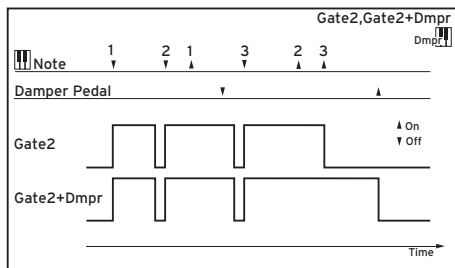 Gate2,Gate2+Dmpr
Dmpr
1 2 1 3 2 3
Note
Damper Pedal
▲ On
▼ Off
Gate2
Gate2+Dmpr
Time